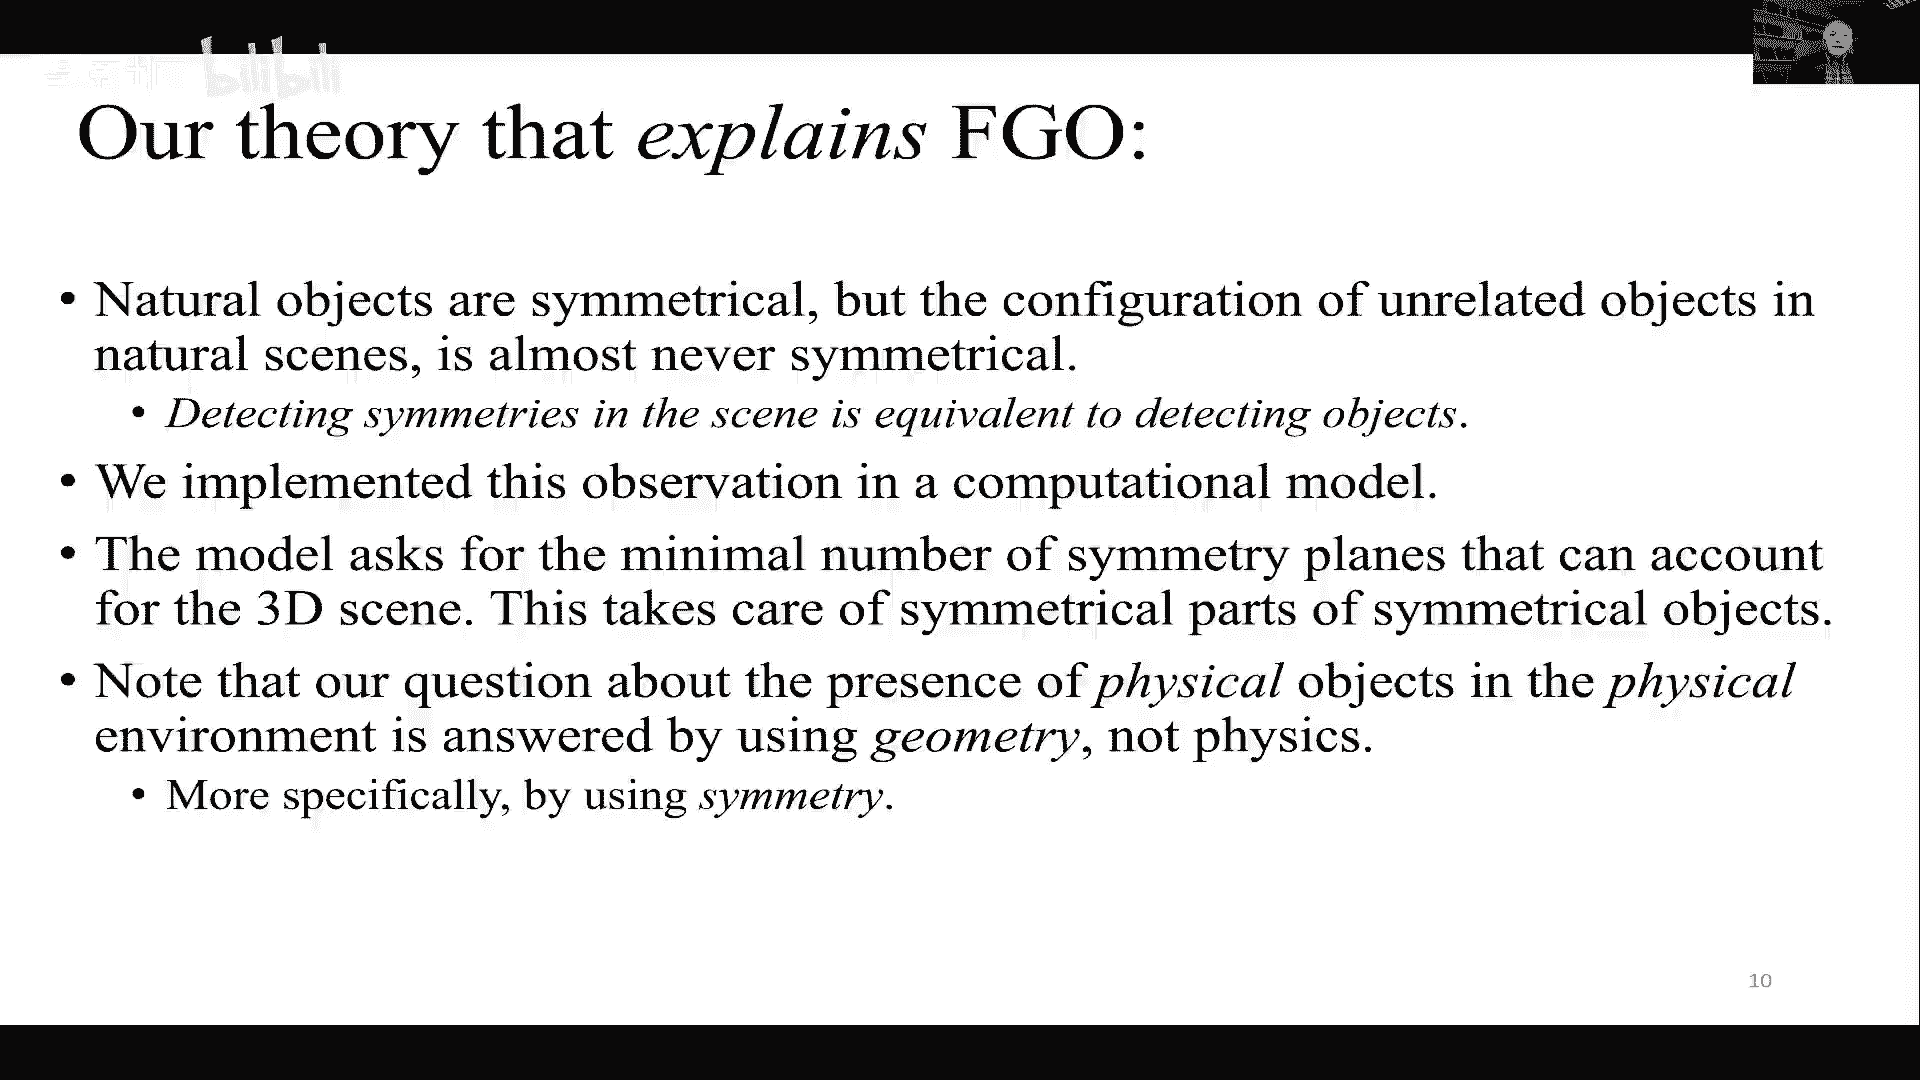 bilibili
Our theory that explains FGO:
• Natural objects are symmetrical, but the configuration of unrelated objects in
natural scenes, is almost never symmetrical.
• Detecting symmetries in the scene is equivalent to detecting objects.
• We implemented this observation in a computational model.
• The model asks for the minimal number of symmetry planes that can account
for the 3D scene. This takes care of symmetrical parts of symmetrical objects.
• Note that our question about the presence of physical objects in the physical
environment is answered by using geometry, not physics.
• More specifically, by using symmetry.
10